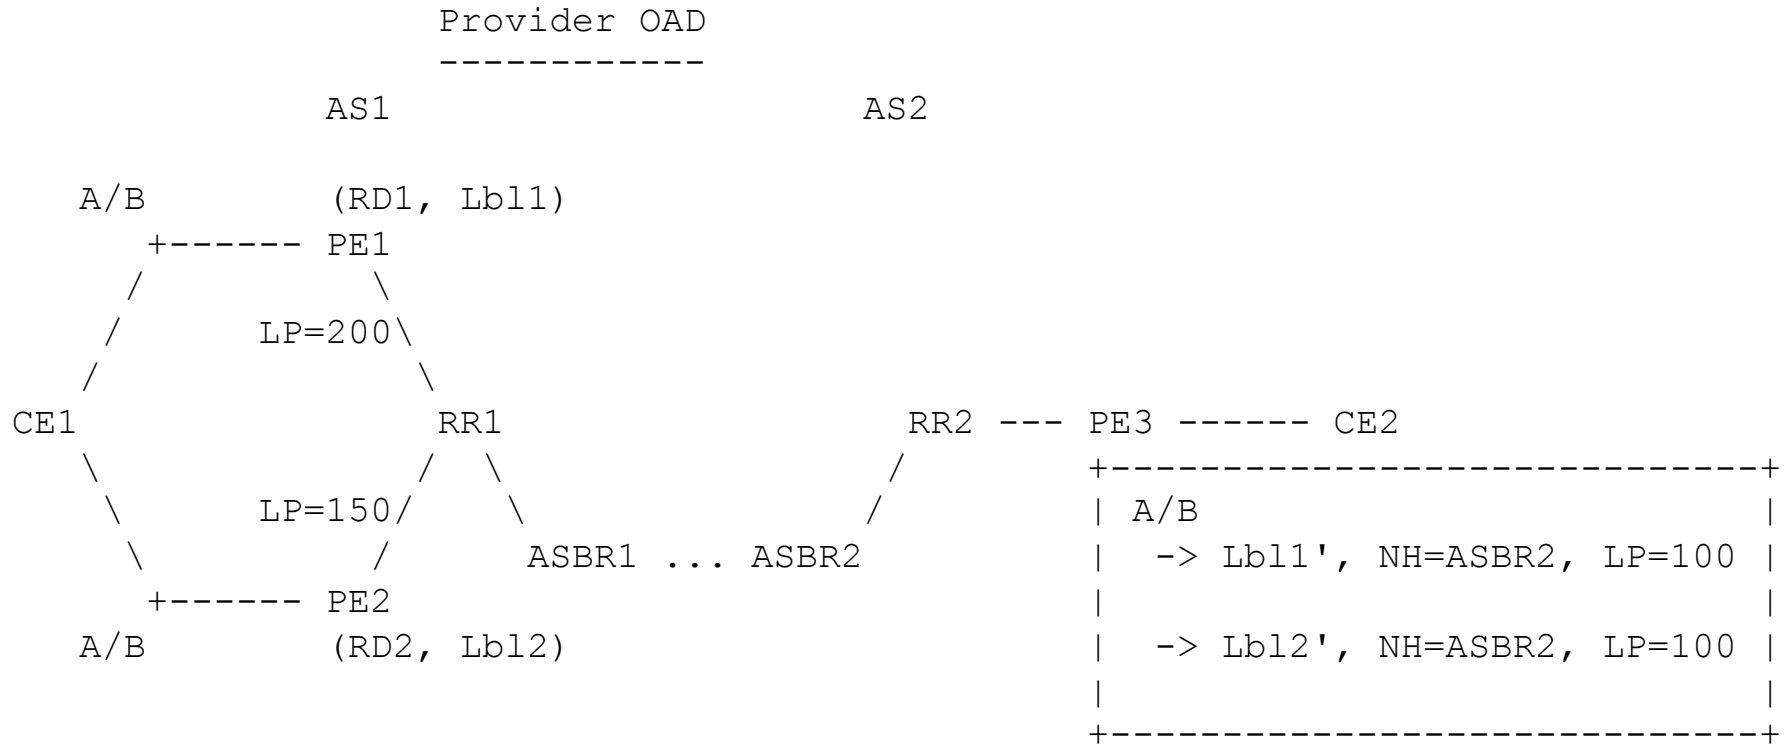 Provider OAD
------------
AS1                          AS2
A/B          (RD1, Lbl1)
+------ PE1
/            \
/      LP=200\
/              \
CE1                RR1                  RR2 --- PE3 ------ CE2
\              /  \                 /        +-----------------------------+
\      LP=150/    \               /         | A/B                         |
\          /      ASBR1 ... ASBR2          |  -> Lbl1', NH=ASBR2, LP=100 |
+------ PE2                                  |                             |
A/B          (RD2, Lbl2)                       |  -> Lbl2', NH=ASBR2, LP=100 |
|                             |
+-----------------------------+